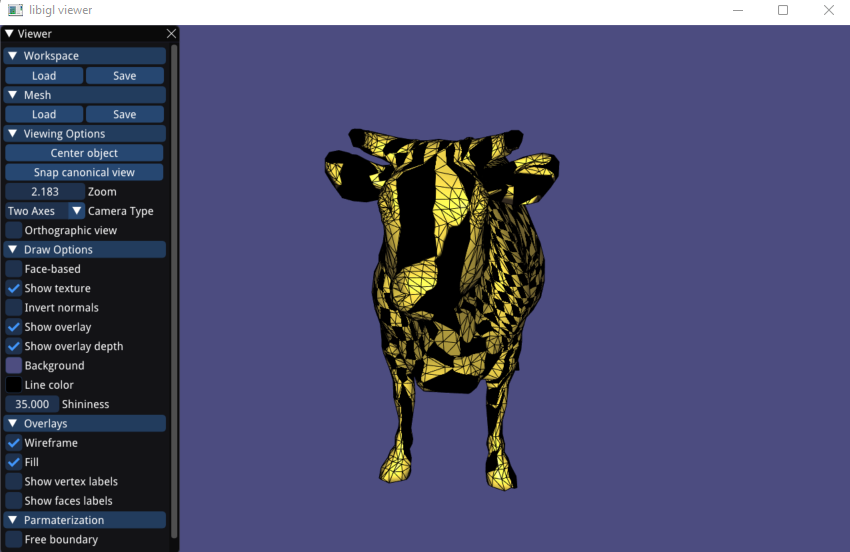 libigl viewer
Viewer
Workspace
Load Save
Mesh
Load Save
Viewing Options
Center object
Snap canonical view
2.183 Zoom
Two Axes Camera Type
Orthographic view
Draw Options
Face-based
Show texture
Invert normals
Show overlay
Show overlay depth
Background
Line color
35.000 Shininess
Overlays
Wireframe
Fill
Show vertex labels
Show faces labels
Parmaterization
Free boundary